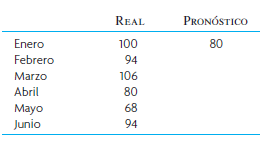 REAL PRONÓSTICO
Enero 100 80
Febrero 94
Marzo 106
Abril 80
Mayo 68
Junio 94